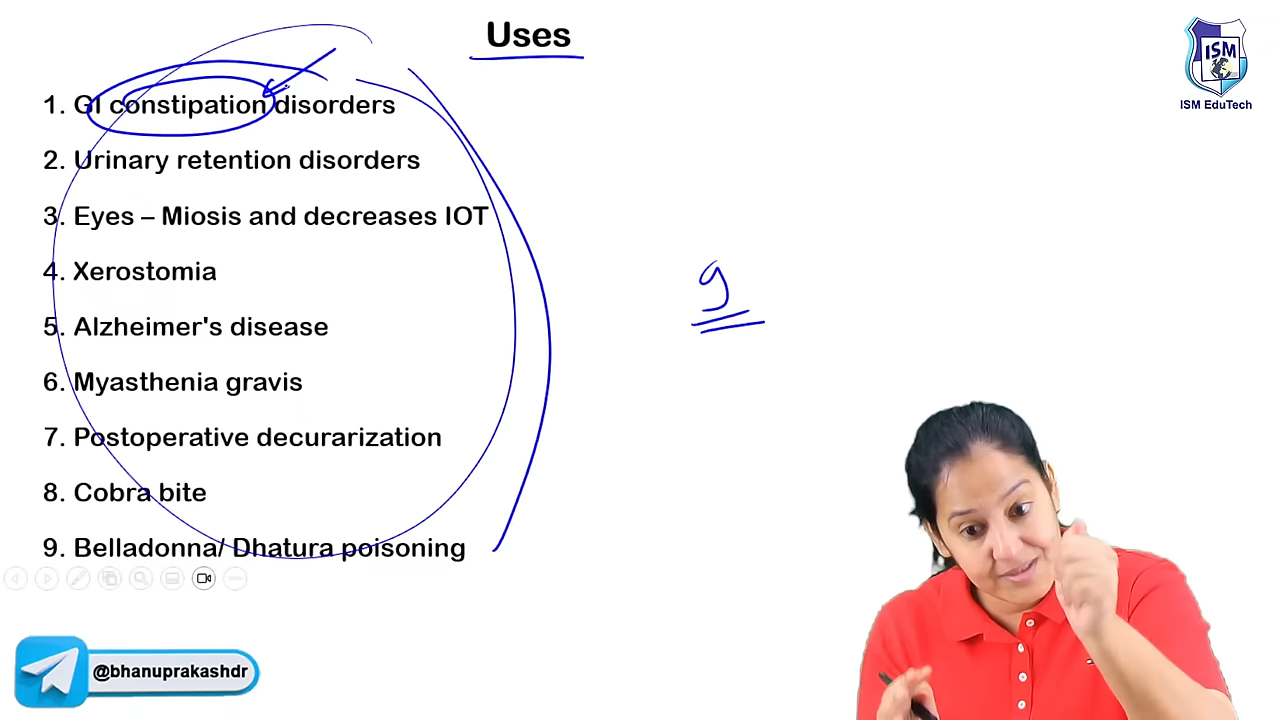 Uses
ISM
ISM EduTech
1. GI constipation disorders
2. Urinary retention disorders
3. Eyes – Miosis and decreases IOT
4. Xerostomia
5. Alzheimer's disease
6. Myasthenia gravis
7. Postoperative decurarization
8. Cobra bite
9. Belladonna/ Dhatura poisoning
9
@bhanuprakashdr